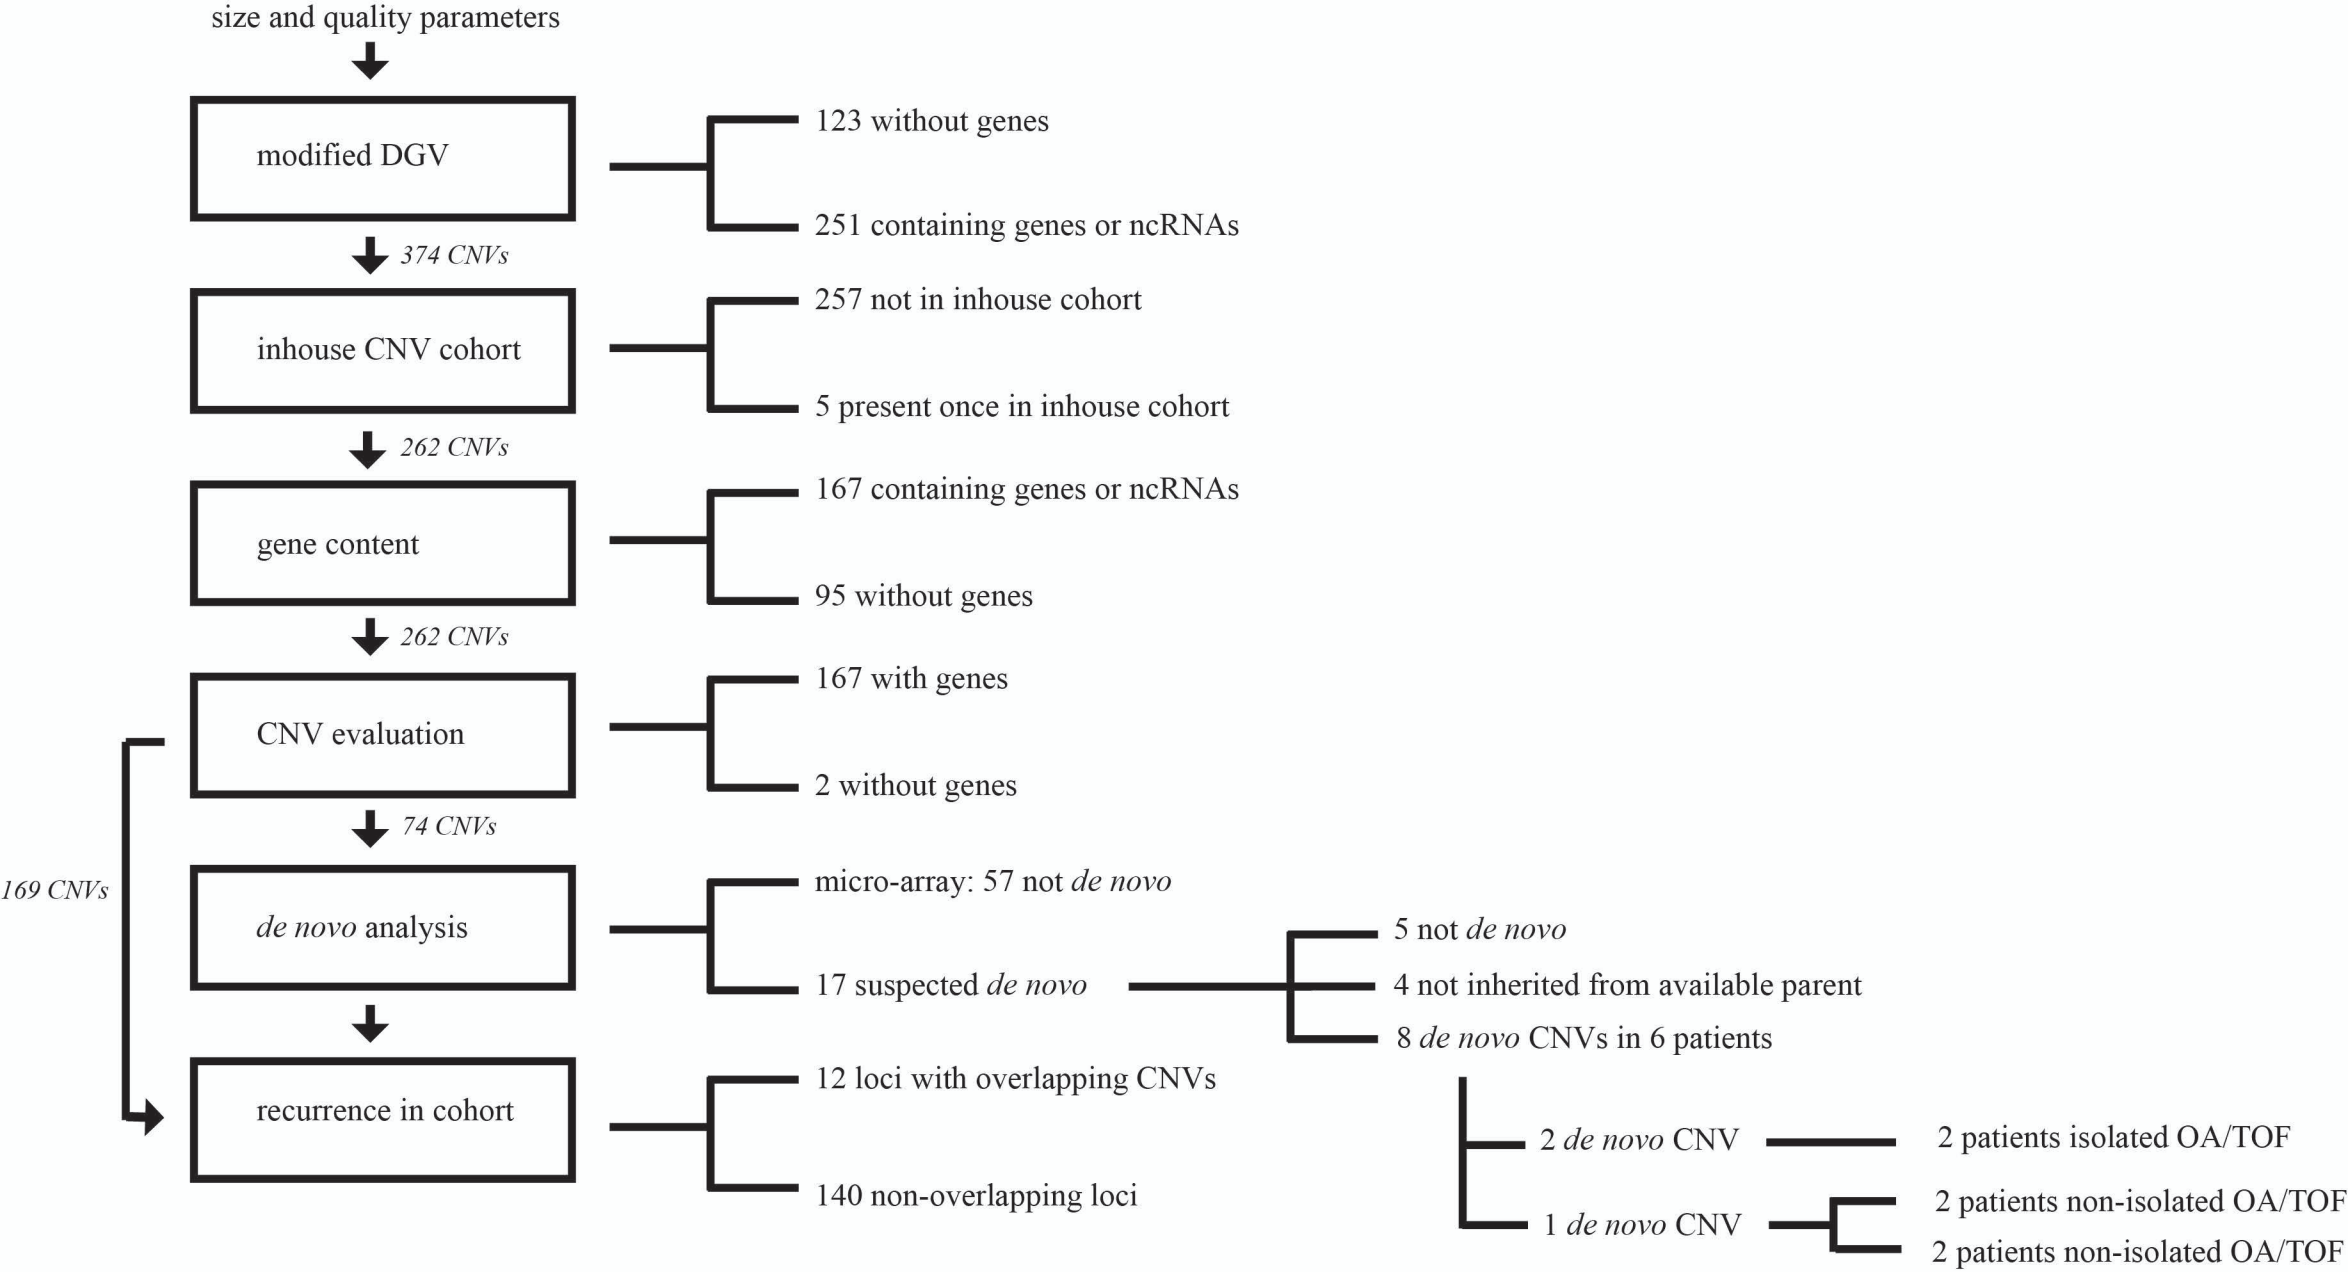 size and quality parameters
modified DGV
123 without genes
251 containing genes or ncRNAs
374 CNVs
inhouse CNV cohort
257 not in inhouse cohort
5 present once in inhouse cohort
262 CNVs
gene content
167 containing genes or ncRNAs
95 without genes
262 CNVs
CNV evaluation
167 with genes
2 without genes
74 CNVs
169 CNVs
de novo analysis
micro-array: 57 not de novo
17 suspected de novo
5 not de novo
4 not inherited from available parent
8 de novo CNVs in 6 patients
recurrence in cohort
12 loci with overlapping CNVs
140 non-overlapping loci
2 de novo CNV
2 patients isolated OA/TOF
1 de novo CNV
2 patients non-isolated OA/TOF
2 patients non-isolated OA/TOF